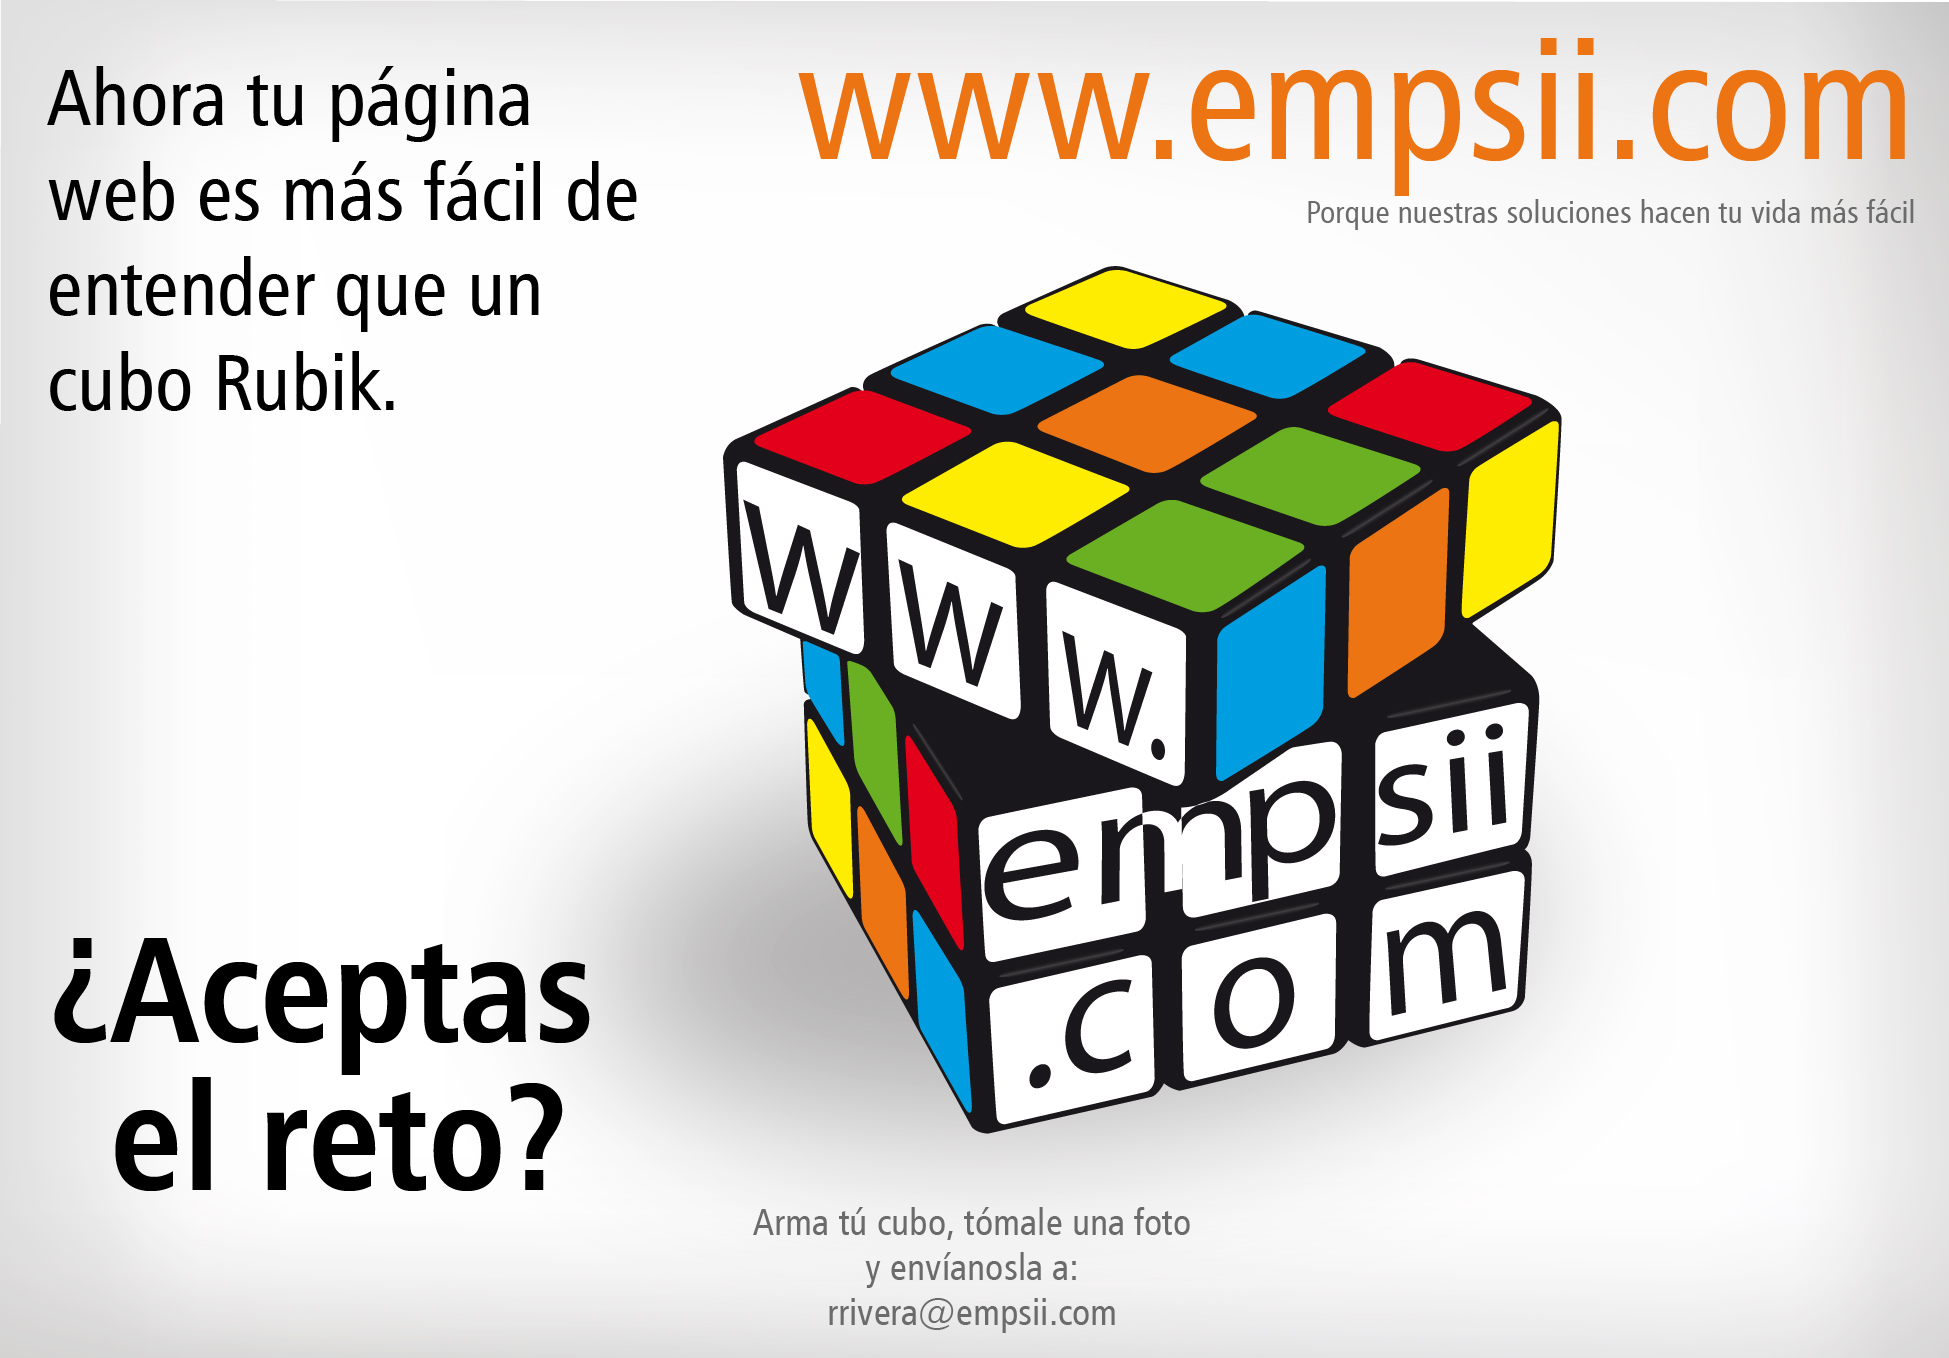 Ahora tu página
web es más fácil de
entender que un
cubo Rubik.
www.empsii.com
Porque nuestras soluciones hacen tu vida más fácil
w w w.
empsii
.com
¿Aceptas
el reto?
Arma tú cubo, tómale una foto
y envíanosla a:
rrivera@empsii.com